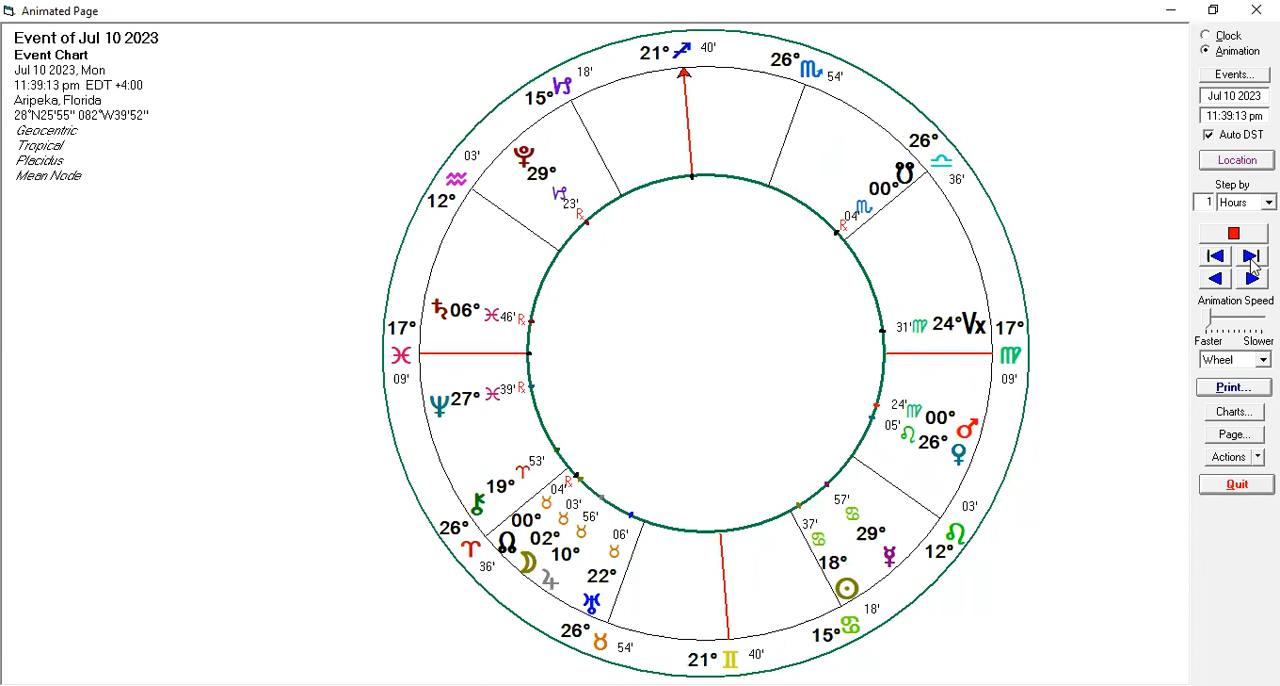 Animated Page
Event of Jul 10 2023
Event Chart
Jul 10 2023, Mon
11:39:13 pm EDT +4:00
Aripeka, Florida
28°N25'55" 082°W39'52"
Geocentric
Tropical
Placidus
Mean Node
21° ♐ 40'
26° ♏ 54'
15° ♑ 18'
26° ♎ 36'
03' ♒ 12°
♇ 29° ♑ 23' ℞
☋ 00° ♏ 04' ℞
♄ 06° ♓ 46' ℞
31' ♍ 24° Vx
17° ♓ 09'
17° ♍ 09'
♆ 27° ♓ 39' ℞
24' ♍ 00° ♂
05' ♌ 26° ♀
⚷ 19° ♈ 53'
☊ 00° ♉ 04' ℞
☽ 02° ♉ 03'
♃ 10° ♉ 56'
♅ 22° ♉ 06'
57' ♋ 29° ☿
37' ♋ 18° ☉
26° ♈ 36'
03' ♌ 12°
26° ♉ 54'
21° ♊ 40'
15° ♋ 18'
Clock
Animation
Events...
Jul 10 2023
11:39:13 pm
Auto DST
Location
Step by
1 Hours
Animation Speed
Faster Slower
Wheel
Print...
Charts...
Page...
Actions
Quit